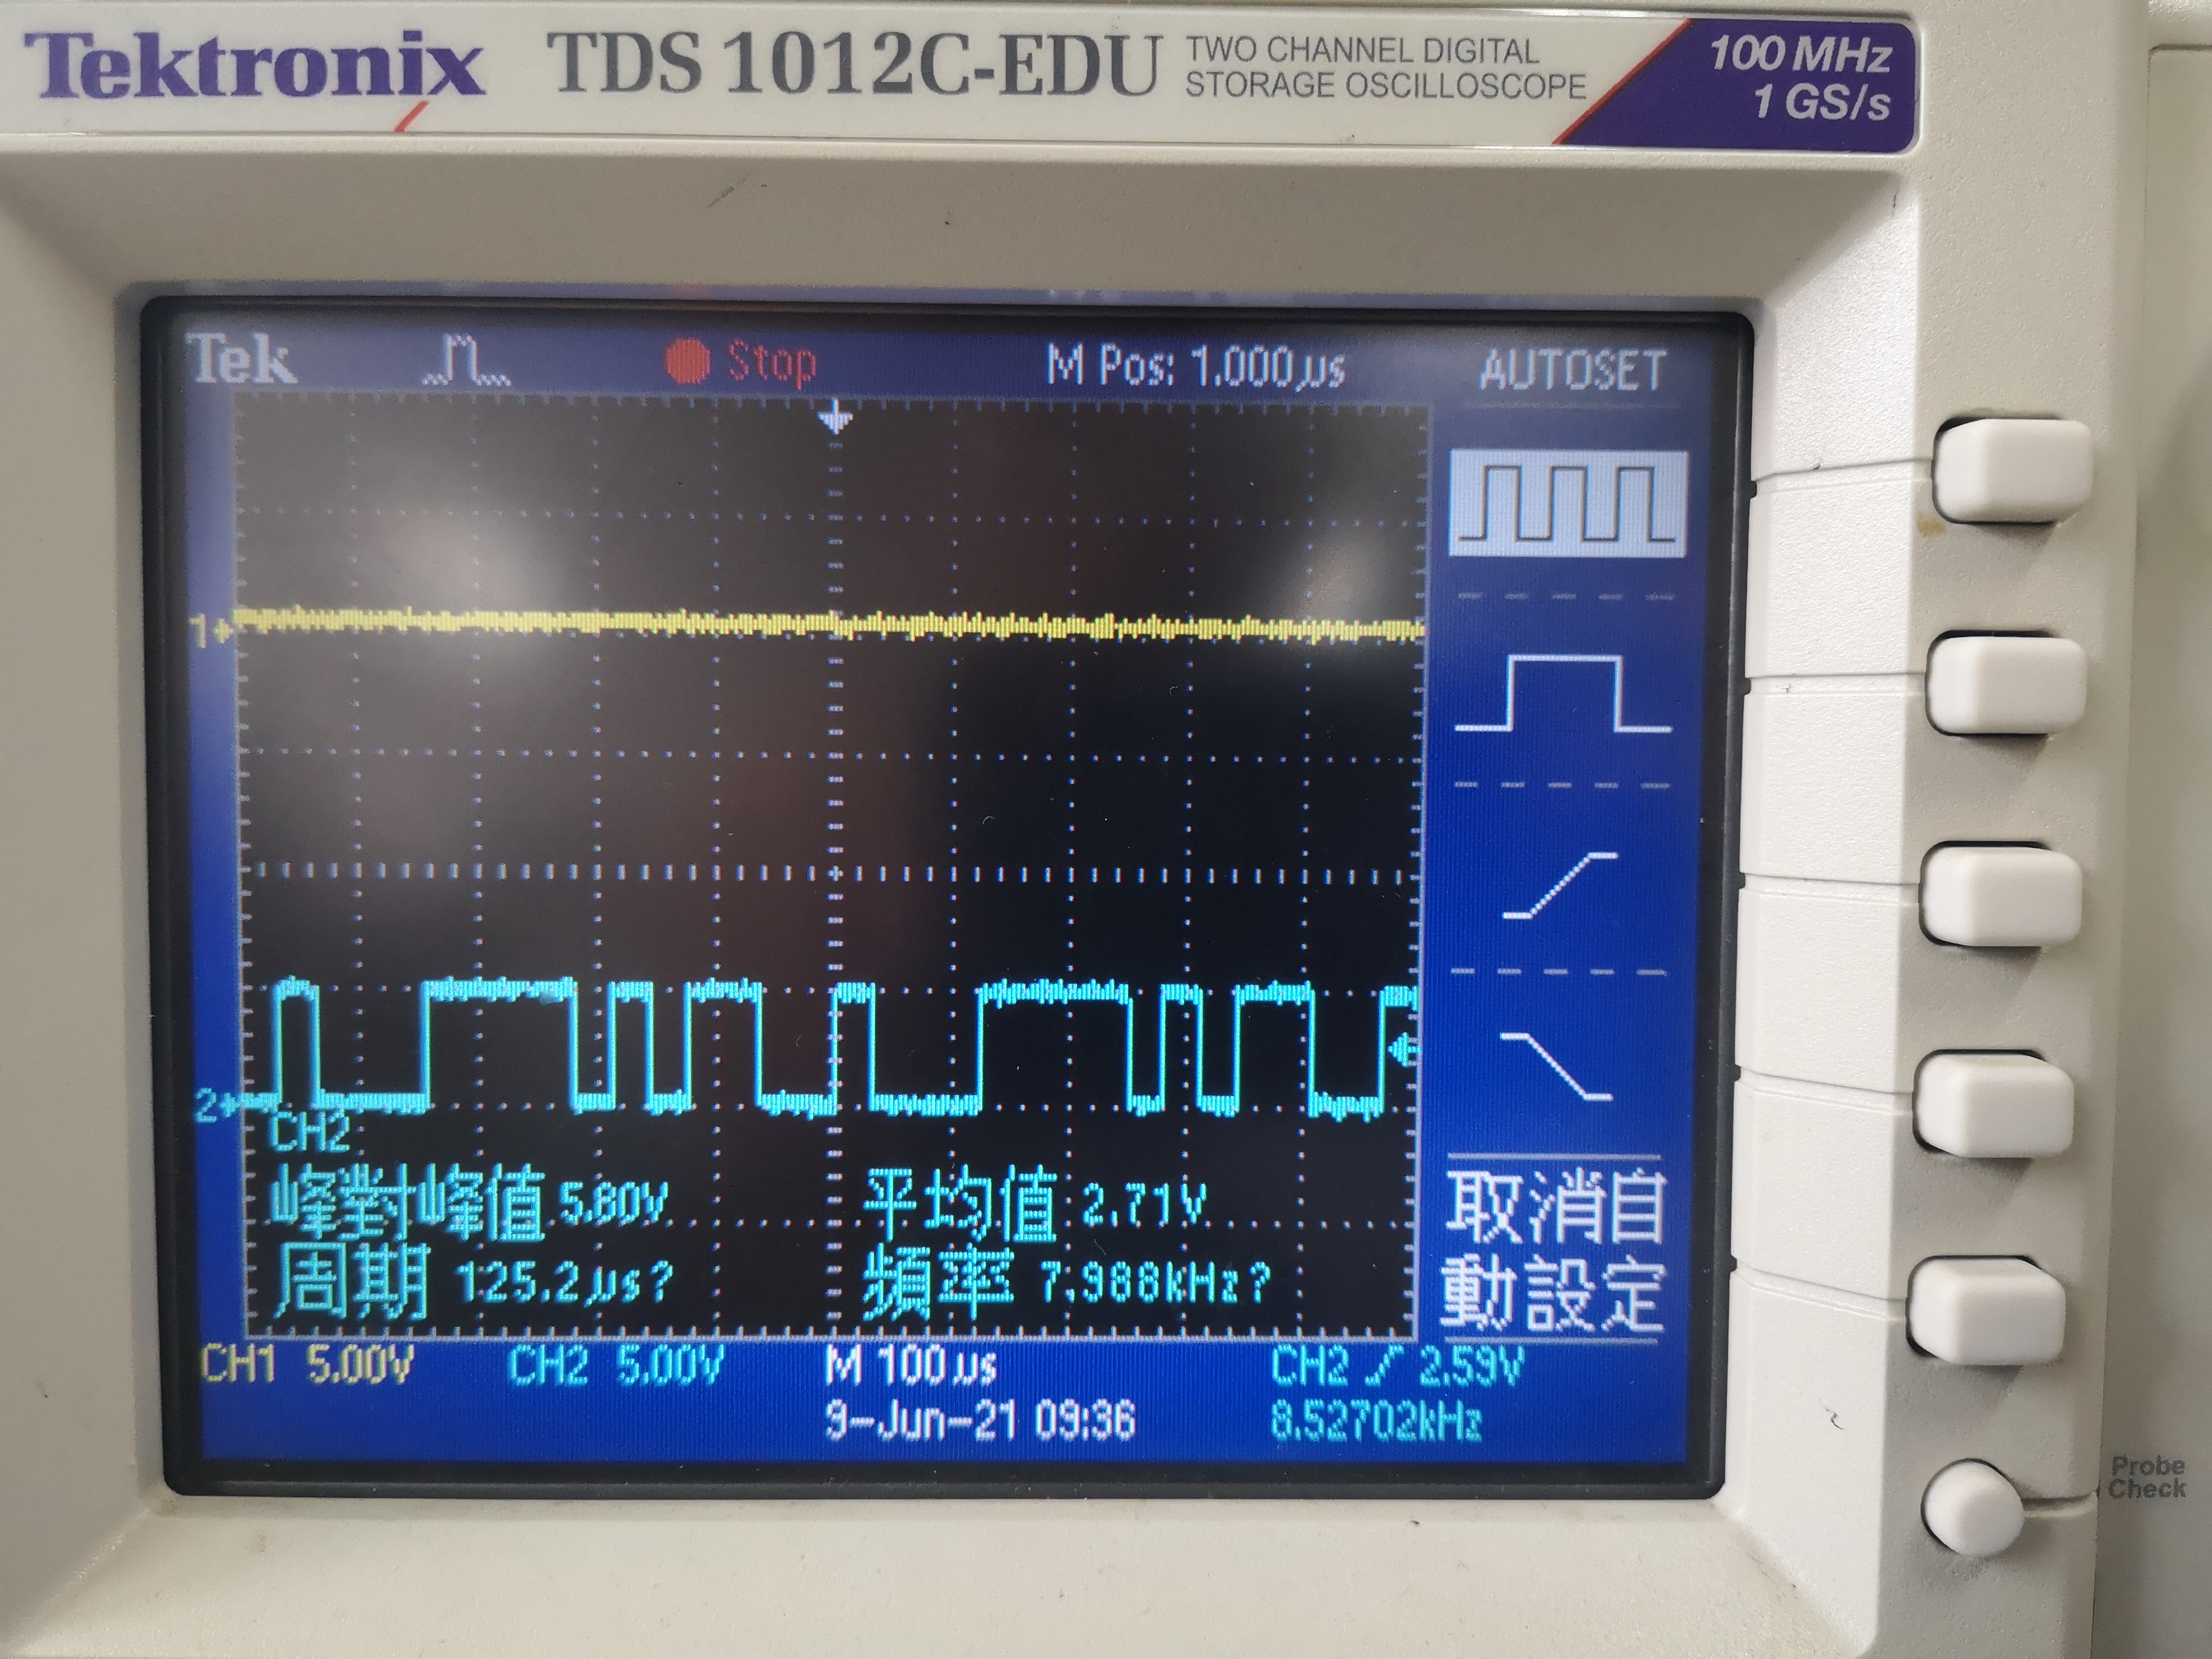 Tektronix TDS 1012C-EDU TWO CHANNEL DIGITAL STORAGE OSCILLOSCOPE 100 MHz 1 GS/s
Tek Stop M Pos: 1.000µs AUTOSET
1
2
CH2
峰對峰值 5.60V 平均值 2.71V
周期 125.2µs? 頻率 7.988kHz?
取消自
動設定
CH1 5.00V CH2 5.00V M 100µs CH2 2.59V
9-Jun-21 09:36 8.52702kHz
Probe
Check